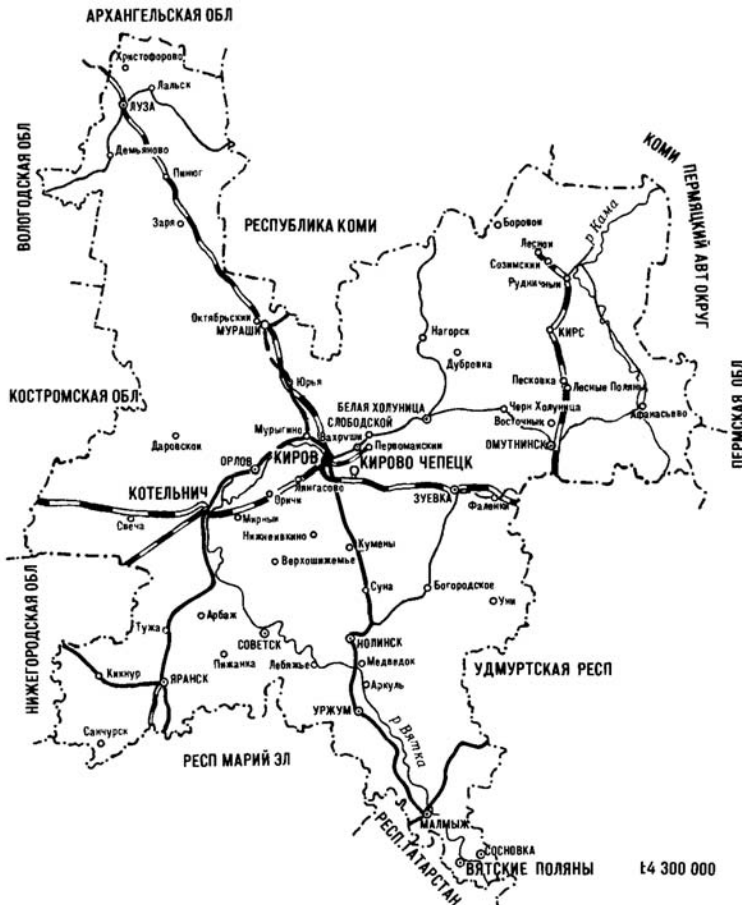 АРХАНГЕЛЬСКАЯ ОБЛ
Христофорово
Лальск
ЛУЗА
Демьяново
Пинюг
ВОЛОГОДСКАЯ ОБЛ
Заря
РЕСПУБЛИКА КОМИ
КОМИ ПЕРМЯЦКИЙ АВТ ОКРУГ
Боровой
р Кама
Лесной
Созимский
Рудничный
Октябрьский
МУРАШИ
Нагорск
КИРС
Дубровка
ПЕРМСКАЯ ОБЛ
КОСТРОМСКАЯ ОБЛ
Юрья
Песковка
Лесные Поляны
БЕЛАЯ ХОЛУНИЦА
Черн Холуница
Афанасьево
СЛОБОДСКОЙ
Восточный
Мурыгино
Вахруши
Первомайский
ОМУТНИНСК
Даровской
ОРЛОВ
КИРОВ
КИРОВО ЧЕПЕЦК
КОТЕЛЬНИЧ
Лянгасово
Оричи
ЗУЕВКА
Фаленки
Свеча
Мирный
Нижнеивкино
Кумены
Верхошижемье
Суна
Богородское
Уни
НИЖЕГОРОДСКАЯ ОБЛ
Арбаж
Тужа
СОВЕТСК
НОЛИНСК
Пижанка
Лебяжье
Медведок
УДМУРТСКАЯ РЕСП
Кикнур
ЯРАНСК
Аркуль
УРЖУМ
р Вятка
Санчурск
РЕСП МАРИЙ ЭЛ
МАЛМЫЖ
РЕСП.ТАТАРСТАН
СОСНОВКА
ВЯТСКИЕ ПОЛЯНЫ
1:4 300 000